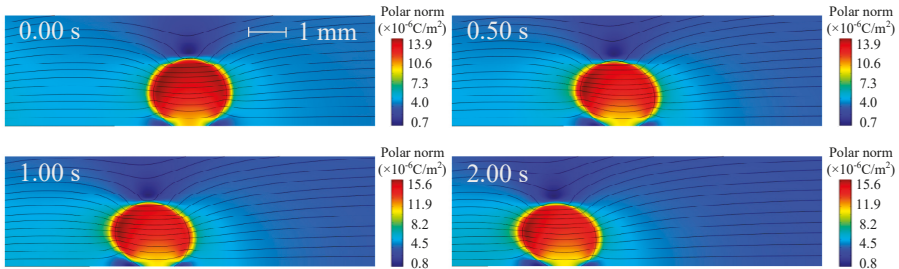 0.00 s
1 mm
Polar norm
(×10⁻⁶C/m²)
13.9
10.6
7.3
4.0
0.7
0.50 s
Polar norm
(×10⁻⁶C/m²)
13.9
10.6
7.3
4.0
0.7
1.00 s
Polar norm
(×10⁻⁶C/m²)
15.6
11.9
8.2
4.5
0.8
2.00 s
Polar norm
(×10⁻⁶C/m²)
15.6
11.9
8.2
4.5
0.8